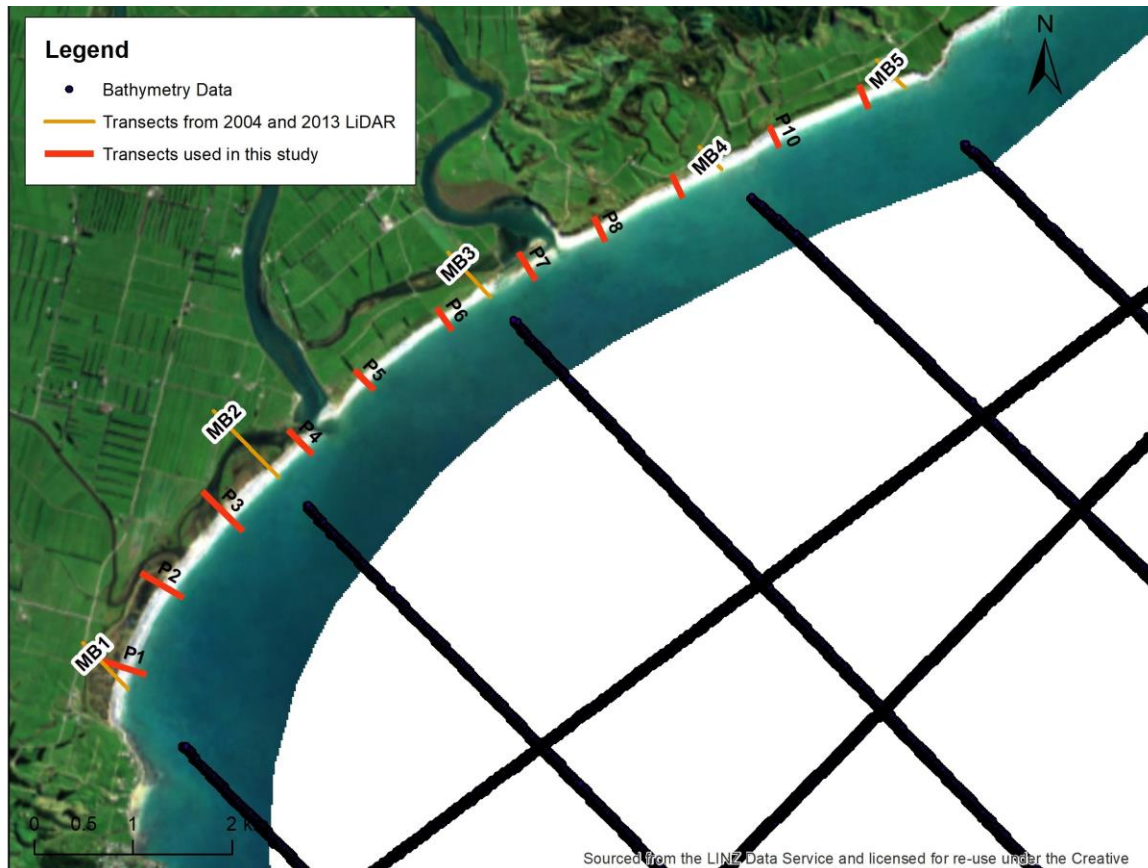 Legend
Bathymetry Data
Transects from 2004 and 2013 LiDAR
Transects used in this study
N
MB5
P10
MB4
P8
P7
MB3
P6
P5
MB2
P4
P3
P2
MB1
P1
0 0.5 1 2
Sourced from the LINZ Data Service and licensed for re-use under the Creative